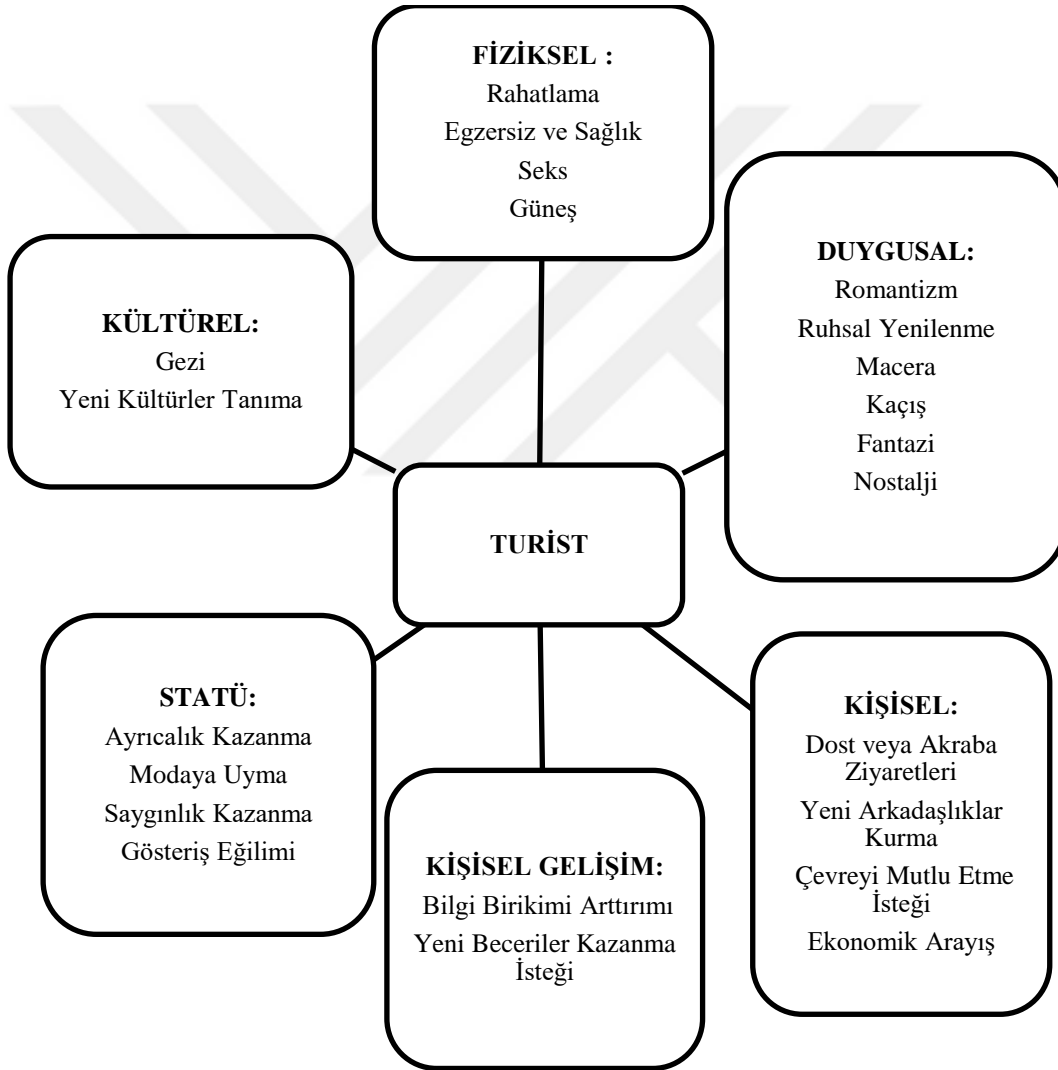 FİZİKSEL :
Rahatlama
Egzersiz ve Sağlık
Seks
Güneş
DUYGUSAL:
Romantizm
Ruhsal Yenilenme
Macera
Kaçış
Fantazi
Nostalji
KÜLTÜREL:
Gezi
Yeni Kültürler Tanıma
TURİST
STATÜ:
Ayrıcalık Kazanma
Modaya Uyma
Saygınlık Kazanma
Gösteriş Eğilimi
KİŞİSEL GELİŞİM:
Bilgi Birikimi Arttırımı
Yeni Beceriler Kazanma
İsteği
KİŞİSEL:
Dost veya Akraba
Ziyaretleri
Yeni Arkadaşlıklar
Kurma
Çevreyi Mutlu Etme
İsteği
Ekonomik Arayış